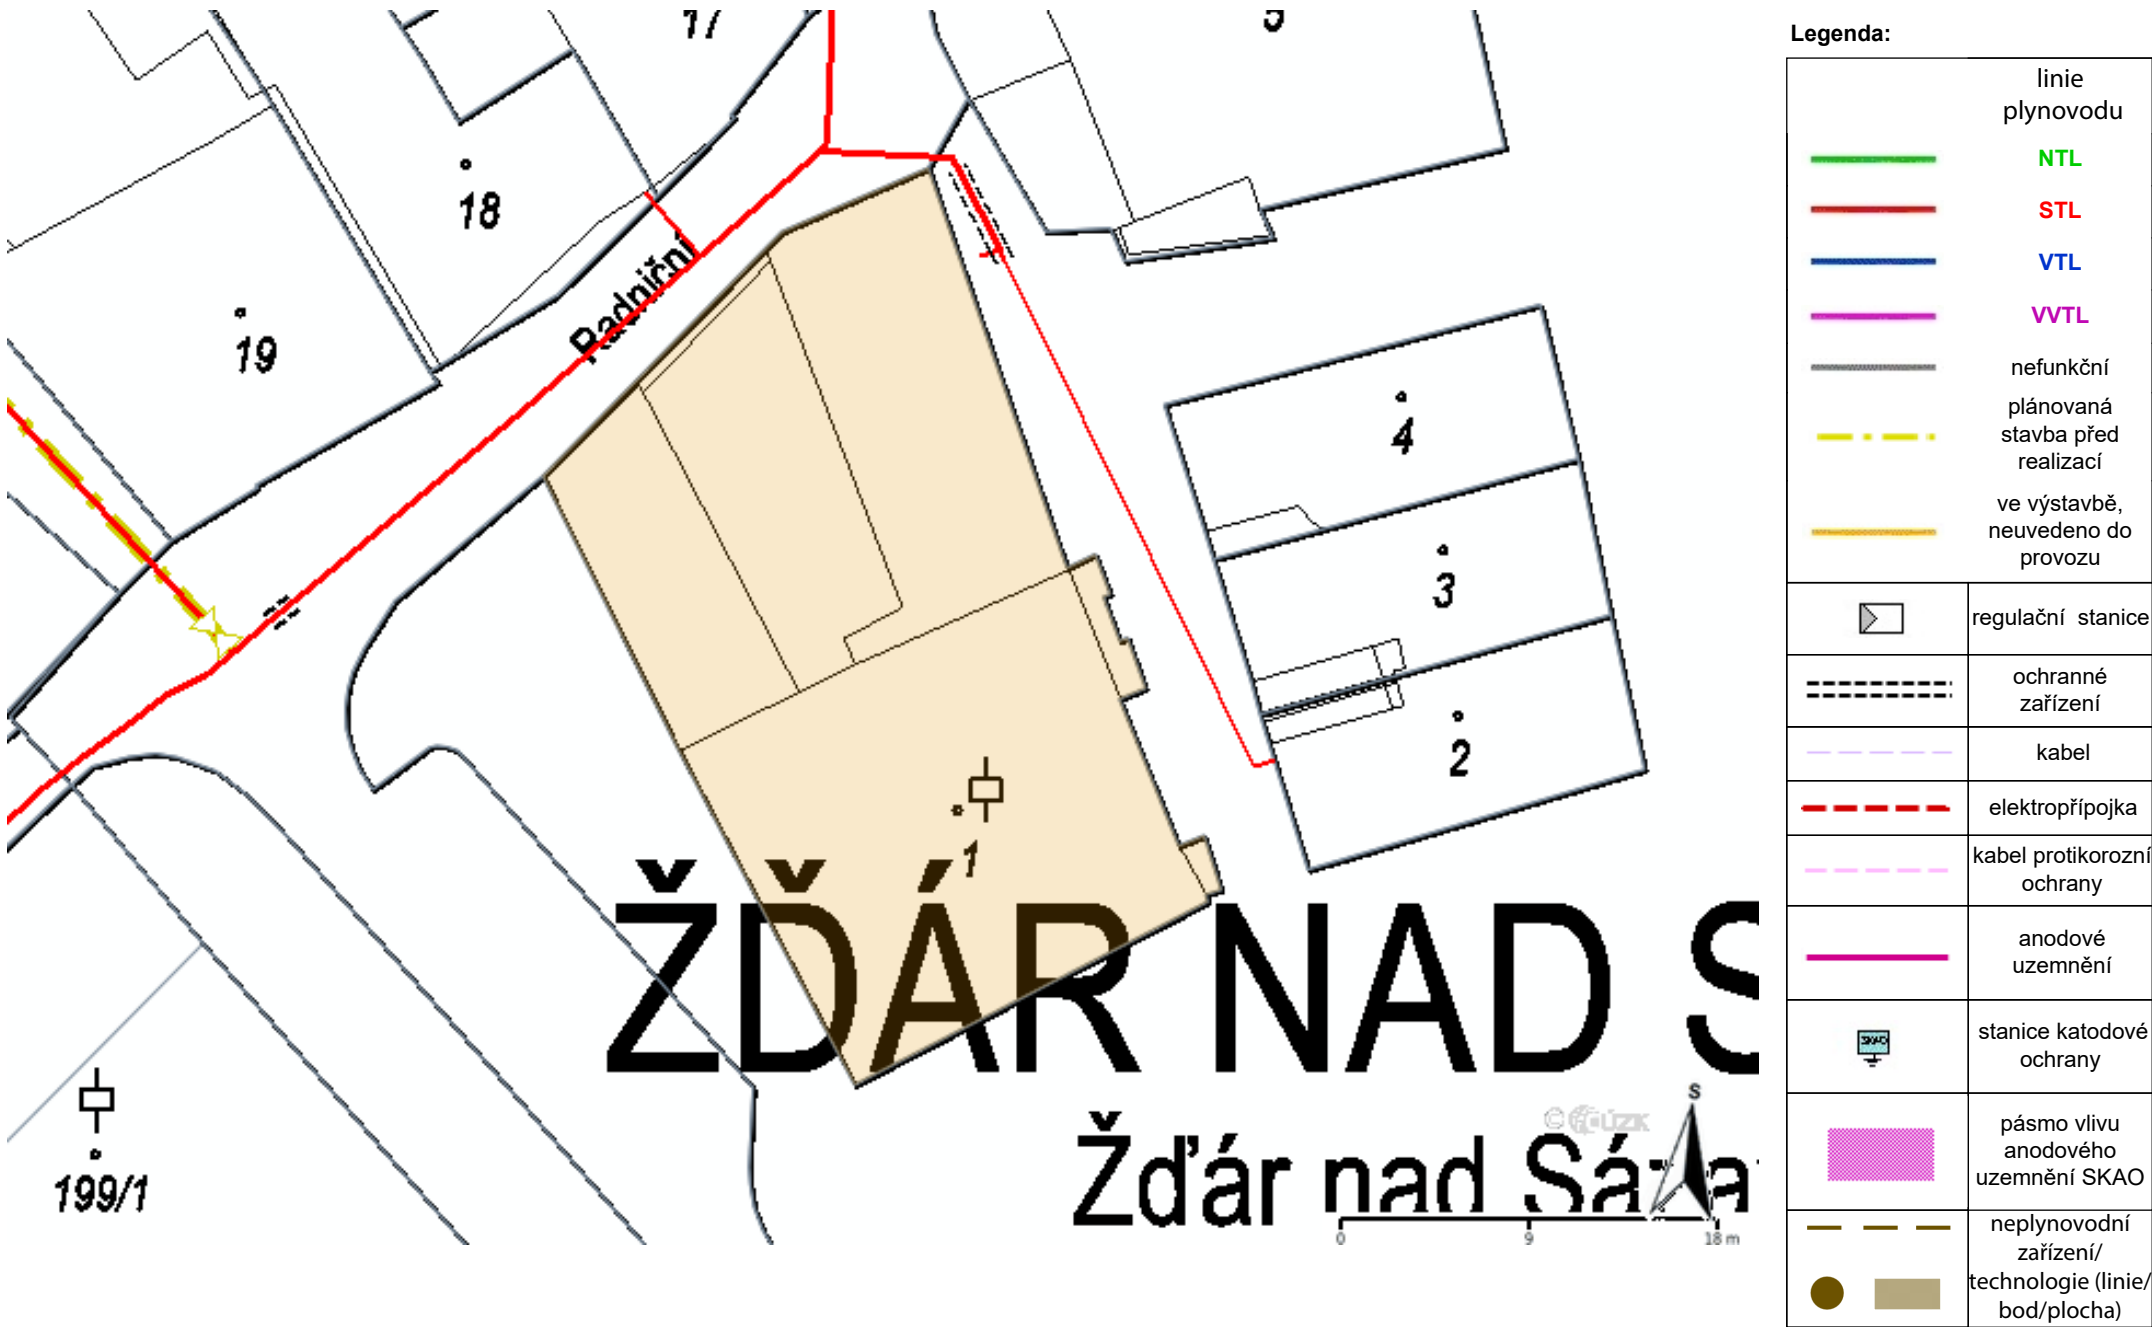 17
5
18
19
Radniční
4
3
2
1
199/1
ŽĎÁR NAD S
Žďár nad Sáza
S
0
9
18 m
© ČÚZK
Legenda:
linie
plynovodu
NTL
STL
VTL
VVTL
nefunkční
plánovaná
stavba před
realizací
ve výstavbě,
neuvedeno do
provozu
regulační stanice
ochranné
zařízení
kabel
elektropřípojka
kabel protikorozní
ochrany
anodové
uzemnění
SKAO
stanice katodové
ochrany
pásmo vlivu
anodového
uzemnění SKAO
neplynovodní
zařízení/
technologie (linie/
bod/plocha)